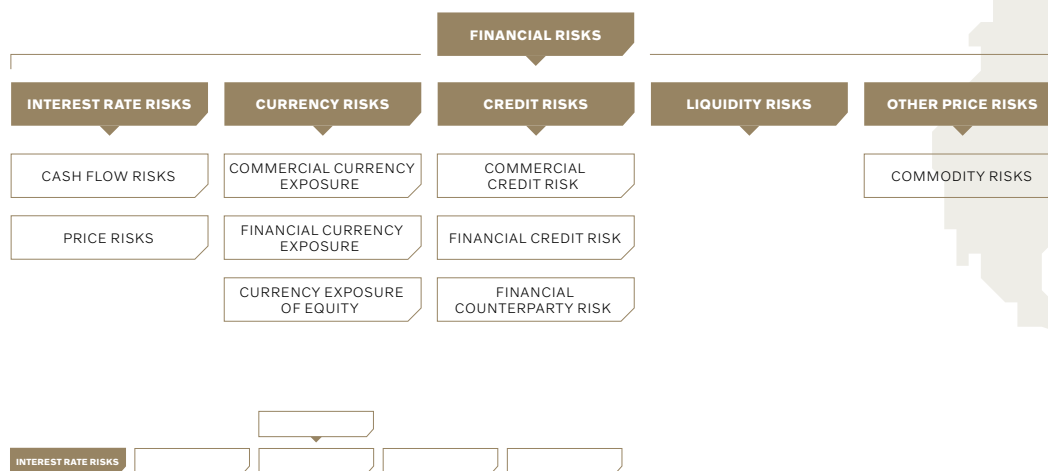 FINANCIAL RISKS
INTEREST RATE RISKS
CURRENCY RISKS
CREDIT RISKS
LIQUIDITY RISKS
OTHER PRICE RISKS
CASH FLOW RISKS
COMMERCIAL CURRENCY
EXPOSURE
COMMERCIAL
CREDIT RISK
COMMODITY RISKS
PRICE RISKS
FINANCIAL CURRENCY
EXPOSURE
FINANCIAL CREDIT RISK
CURRENCY EXPOSURE
OF EQUITY
FINANCIAL
COUNTERPARTY RISK
INTEREST RATE RISKS